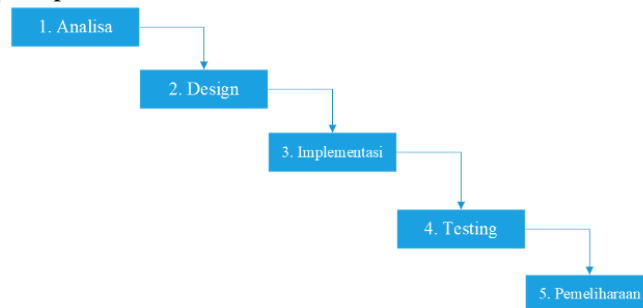 1. Analisa
2. Design
3. Implementasi
4. Testing
5. Pemeliharaan